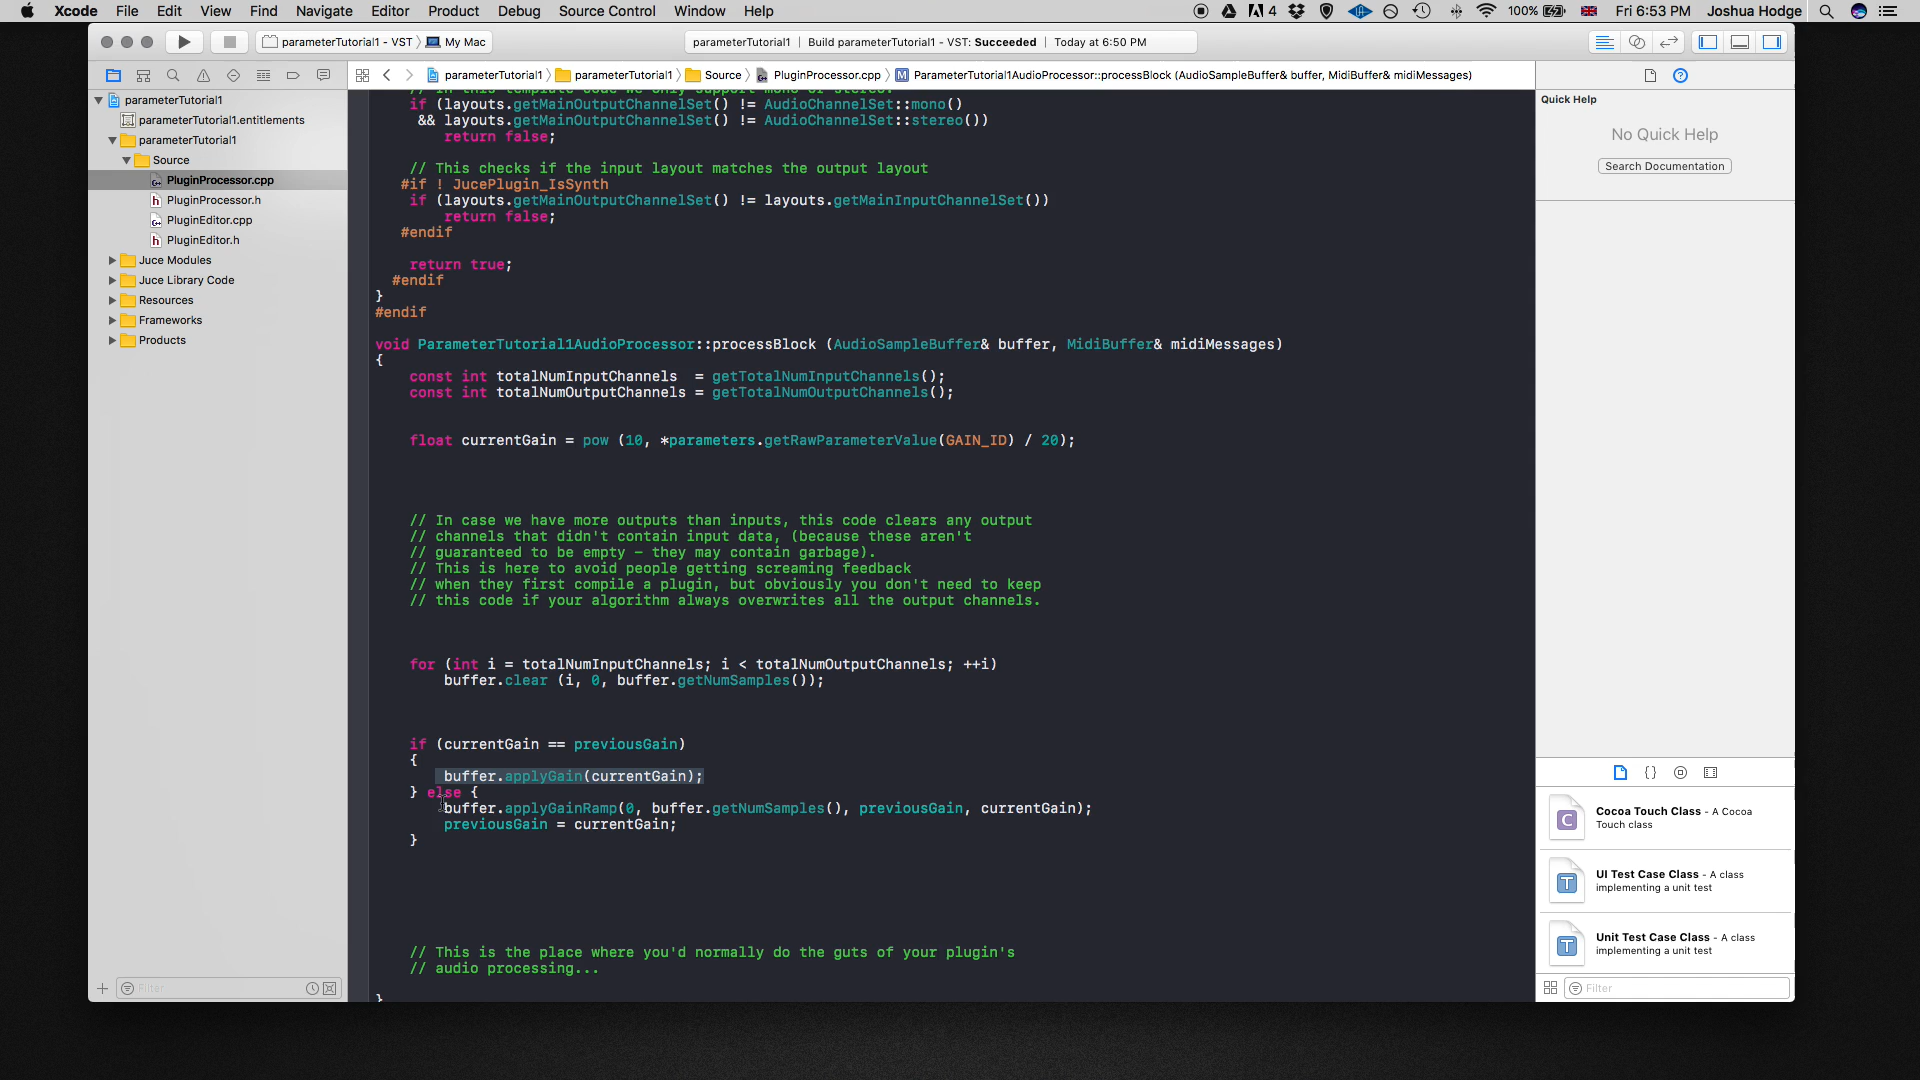 Xcode File Edit View Find Navigate Editor Product Debug Source Control Window Help 4 100% Fri 6:53 PM Joshua Hodge
parameterTutorial1 - VST My Mac
parameterTutorial1 | Build parameterTutorial1 - VST: Succeeded | Today at 6:50 PM
parameterTutorial1 parameterTutorial1 Source PluginProcessor.cpp M ParameterTutorial1AudioProcessor::processBlock (AudioSampleBuffer& buffer, MidiBuffer& midiMessages)
parameterTutorial1
parameterTutorial1.entitlements
parameterTutorial1
Source
PluginProcessor.cpp
PluginProcessor.h
PluginEditor.cpp
PluginEditor.h
Juce Modules
Juce Library Code
Resources
Frameworks
Products
Filter
// In this template code we only support mono or stereo.
if (layouts.getMainOutputChannelSet() != AudioChannelSet::mono()
&& layouts.getMainOutputChannelSet() != AudioChannelSet::stereo())
return false;
// This checks if the input layout matches the output layout
#if ! JucePlugin_IsSynth
if (layouts.getMainOutputChannelSet() != layouts.getMainInputChannelSet())
return false;
#endif
return true;
#endif
}
#endif
void ParameterTutorial1AudioProcessor::processBlock (AudioSampleBuffer& buffer, MidiBuffer& midiMessages)
{
const int totalNumInputChannels  = getTotalNumInputChannels();
const int totalNumOutputChannels = getTotalNumOutputChannels();
float currentGain = pow (10, *parameters.getRawParameterValue(GAIN_ID) / 20);
// In case we have more outputs than inputs, this code clears any output
// channels that didn't contain input data, (because these aren't
// guaranteed to be empty - they may contain garbage).
// This is here to avoid people getting screaming feedback
// when they first compile a plugin, but obviously you don't need to keep
// this code if your algorithm always overwrites all the output channels.
for (int i = totalNumInputChannels; i < totalNumOutputChannels; ++i)
buffer.clear (i, 0, buffer.getNumSamples());
if (currentGain == previousGain)
{
buffer.applyGain(currentGain);
} else {
buffer.applyGainRamp(0, buffer.getNumSamples(), previousGain, currentGain);
previousGain = currentGain;
}
// This is the place where you'd normally do the guts of your plugin's
// audio processing...
}
Quick Help
No Quick Help
Search Documentation
C
Cocoa Touch Class - A Cocoa
Touch class
T
UI Test Case Class - A class
implementing a unit test
T
Unit Test Case Class - A class
implementing a unit test
Filter